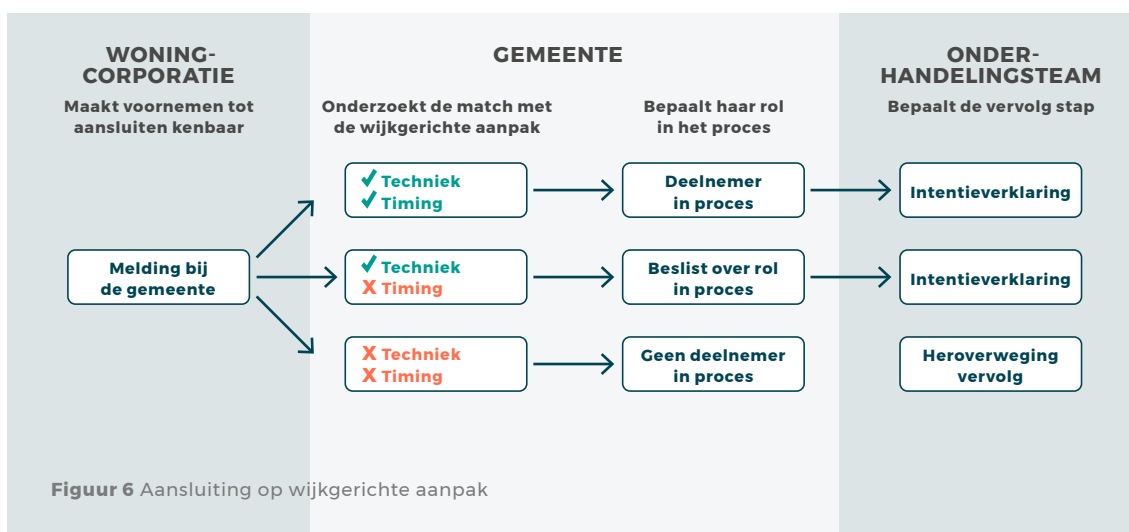 WONING-
CORPORATIE
Maakt voornemen tot
aansluiten kenbaar
GEMEENTE
Onderzoekt de match met
de wijkgerichte aanpak
Bepaalt haar rol
in het proces
ONDER-
HANDELINGSTEAM
Bepaalt de vervolg stap
Melding bij
de gemeente
✓ Techniek
✓ Timing
Deelnemer
in proces
Intentieverklaring
✓ Techniek
X Timing
Beslist over rol
in proces
Intentieverklaring
X Techniek
X Timing
Geen deelnemer
in proces
Heroverweging
vervolg
Figuur 6 Aansluiting op wijkgerichte aanpak